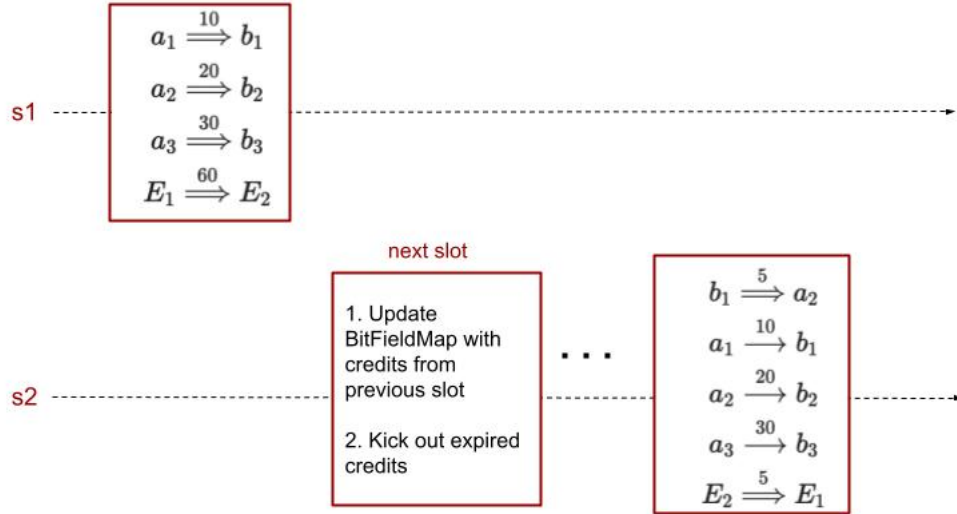 a₁ ⟹^{10} b₁
s1
a₂ ⟹^{20} b₂
a₃ ⟹^{30} b₃
E₁ ⟹^{60} E₂
next slot
s2
1. Update
BitFieldMap with
credits from
previous slot
2. Kick out expired
credits
. . .
b₁ ⟹^{5} a₂
a₁ ⟶^{10} b₁
a₂ ⟶^{20} b₂
a₃ ⟶^{30} b₃
E₂ ⟹^{5} E₁